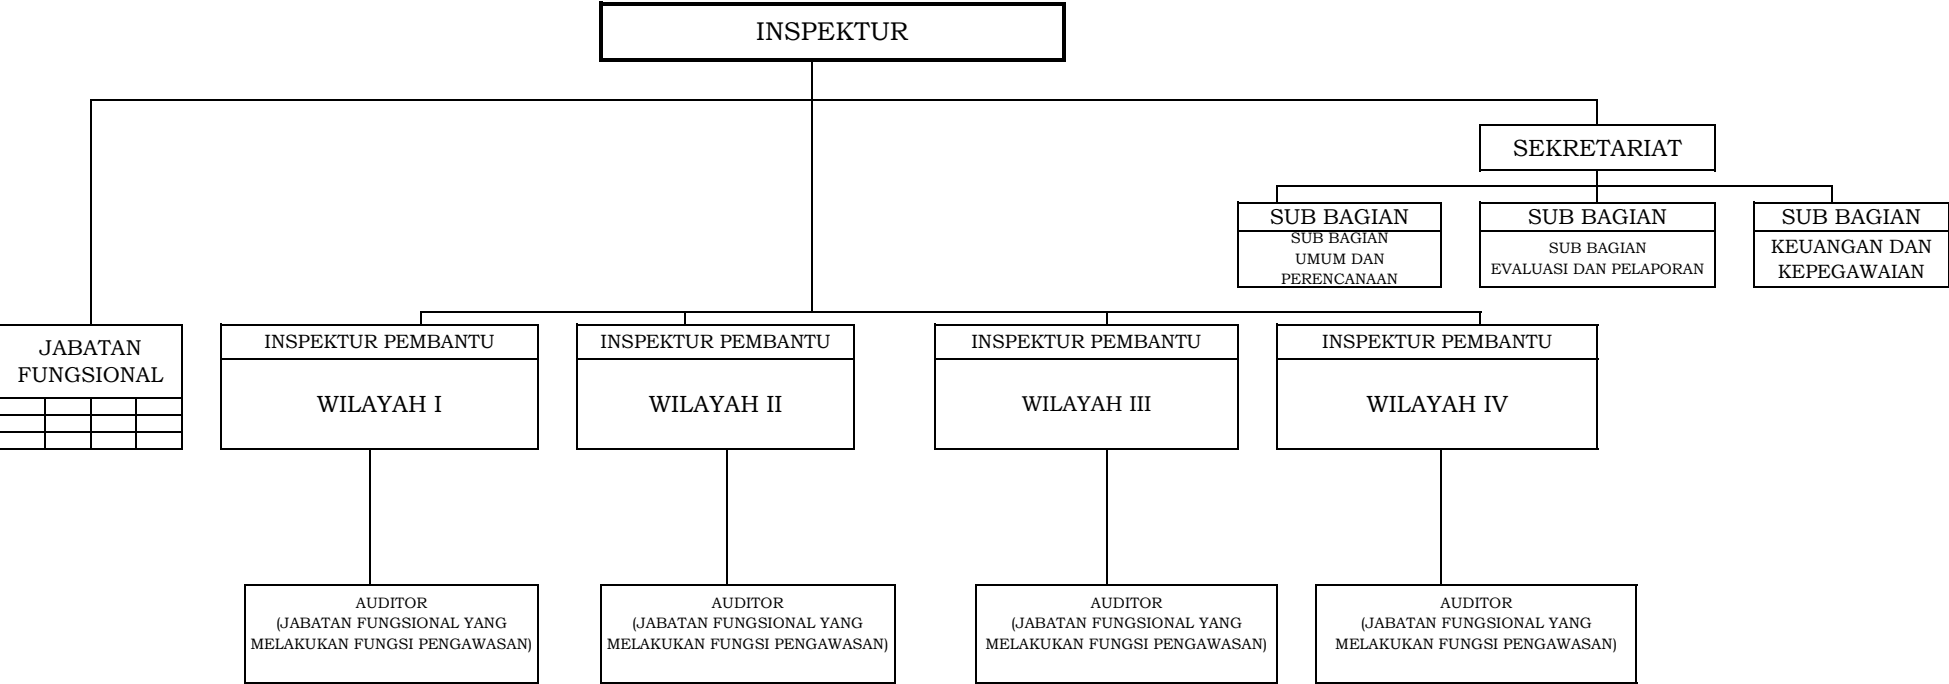 INSPEKTUR
SEKRETARIAT
SUB BAGIAN
SUB BAGIAN
UMUM DAN
PERENCANAAN
SUB BAGIAN
SUB BAGIAN
EVALUASI DAN PELAPORAN
SUB BAGIAN
KEUANGAN DAN
KEPEGAWAIAN
JABATAN
FUNGSIONAL
INSPEKTUR PEMBANTU
WILAYAH I
INSPEKTUR PEMBANTU
WILAYAH II
INSPEKTUR PEMBANTU
WILAYAH III
INSPEKTUR PEMBANTU
WILAYAH IV
AUDITOR
(JABATAN FUNGSIONAL YANG
MELAKUKAN FUNGSI PENGAWASAN)
AUDITOR
(JABATAN FUNGSIONAL YANG
MELAKUKAN FUNGSI PENGAWASAN)
AUDITOR
(JABATAN FUNGSIONAL YANG
MELAKUKAN FUNGSI PENGAWASAN)
AUDITOR
(JABATAN FUNGSIONAL YANG
MELAKUKAN FUNGSI PENGAWASAN)